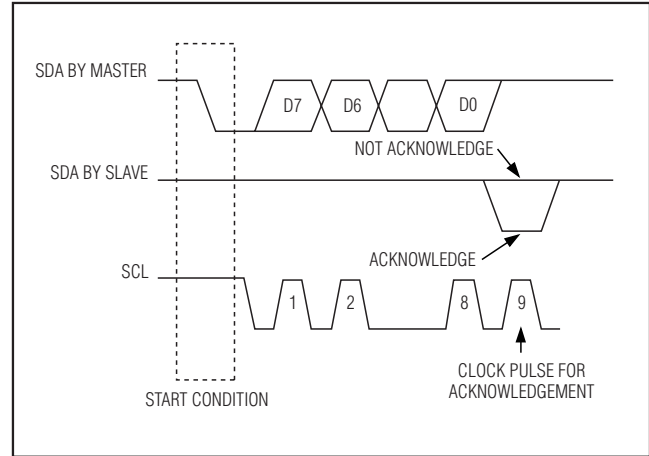 SDA BY MASTER
D7
D6
D0
NOT ACKNOWLEDGE
SDA BY SLAVE
ACKNOWLEDGE
SCL
1
2
8
9
CLOCK PULSE FOR
ACKNOWLEDGEMENT
START CONDITION